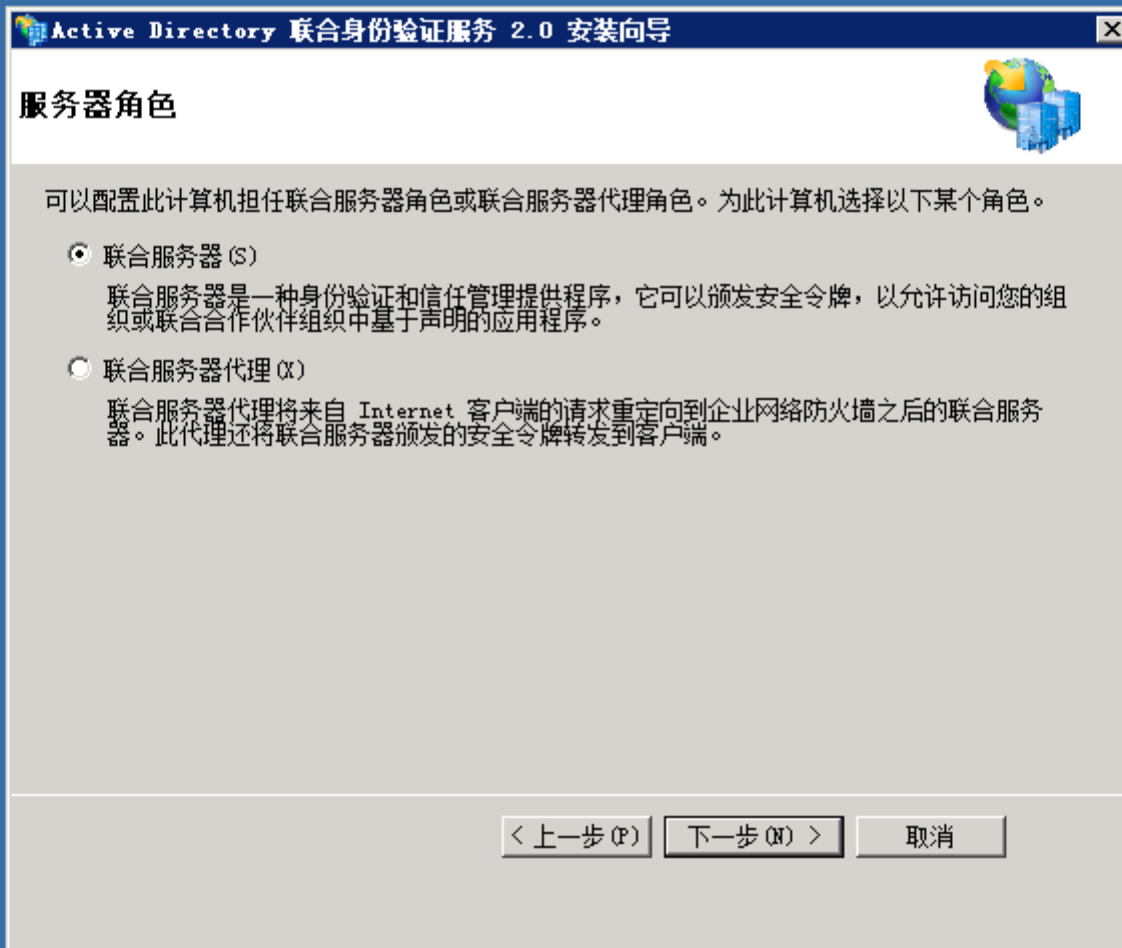 Active Directory 联合身份验证服务 2.0 安装向导
服务器角色
可以配置此计算机担任联合服务器角色或联合服务器代理角色。为此计算机选择以下某个角色。
联合服务器(S)
联合服务器是一种身份验证和信任管理提供程序，它可以颁发安全令牌，以允许访问您的组
织或联合合作伙伴组织中基于声明的应用程序。
联合服务器代理(X)
联合服务器代理将来自 Internet 客户端的请求重定向到企业网络防火墙之后的联合服务
器。此代理还将联合服务器颁发的安全令牌转发到客户端。
< 上一步(P) 下一步(N) > 取消